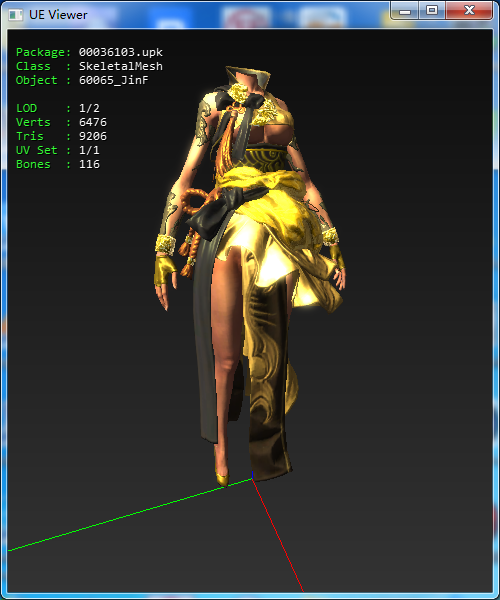 UE Viewer
Package: 00036103.upk
Class  : SkeletalMesh
Object : 60065_JinF
LOD    : 1/2
Verts  : 6476
Tris   : 9206
UV Set : 1/1
Bones  : 116